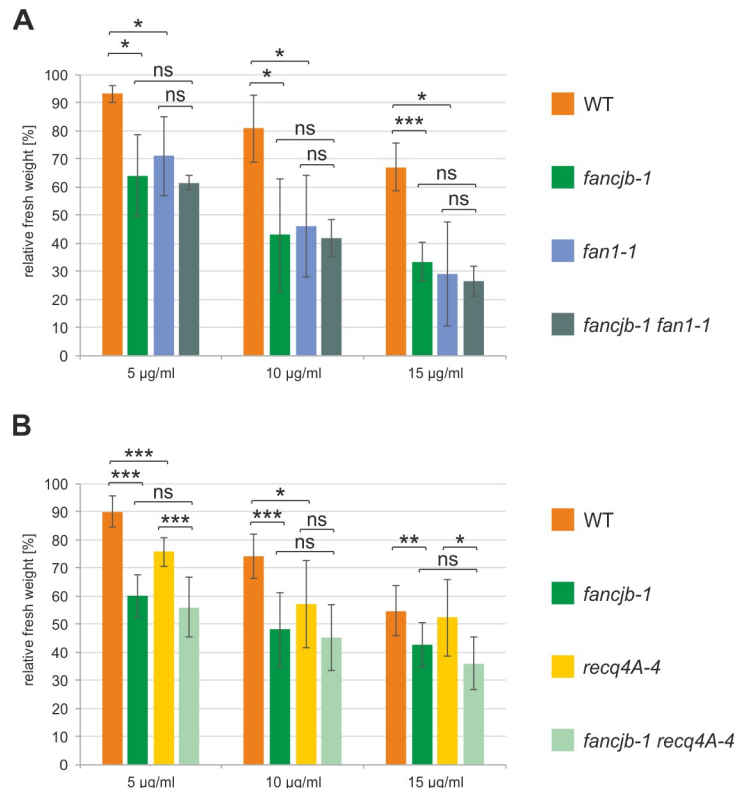 A
* * * 
ns
ns
*
*
ns
ns
*
***
ns
ns
relative fresh weight [%]
100
90
80
70
60
50
40
30
20
10
0
5 µg/ml 10 µg/ml 15 µg/ml
WT
fancjb-1
fan1-1
fancjb-1 fan1-1
B
***
***
ns
***
*
***
ns
ns
**
*
ns
relative fresh weight [%]
100
90
80
70
60
50
40
30
20
10
0
5 µg/ml 10 µg/ml 15 µg/ml
WT
fancjb-1
recq4A-4
fancjb-1 recq4A-4